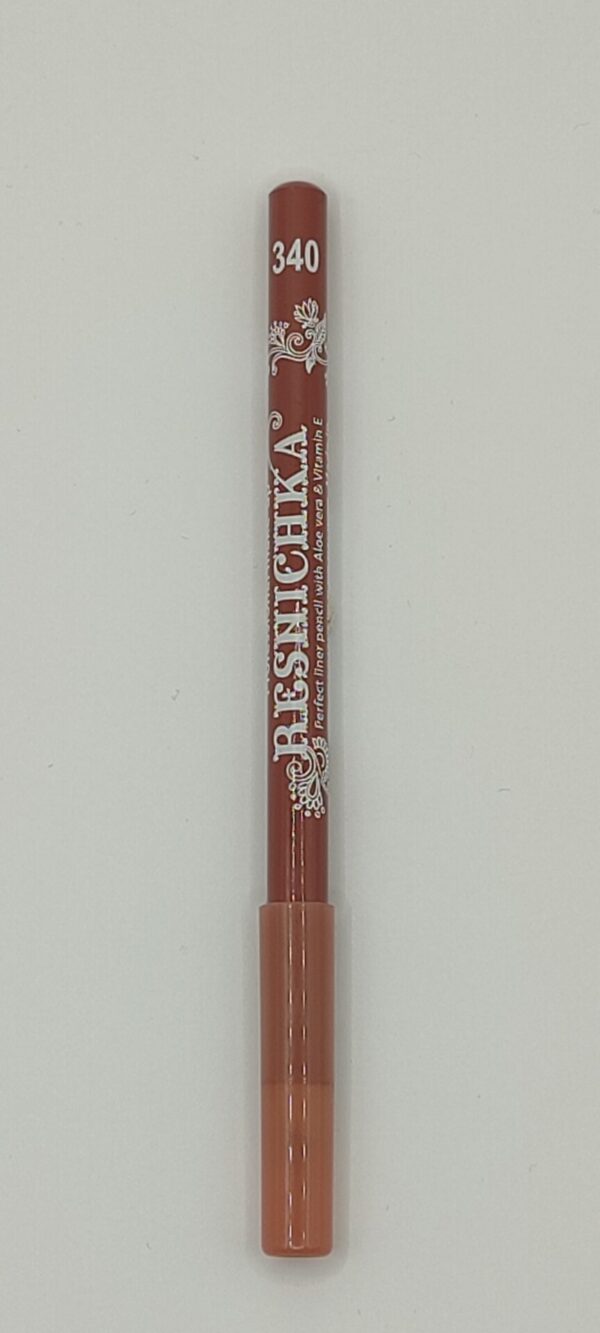 340
RESNICHKA
Perfect liner pencil with Aloe vera & Vitamin E